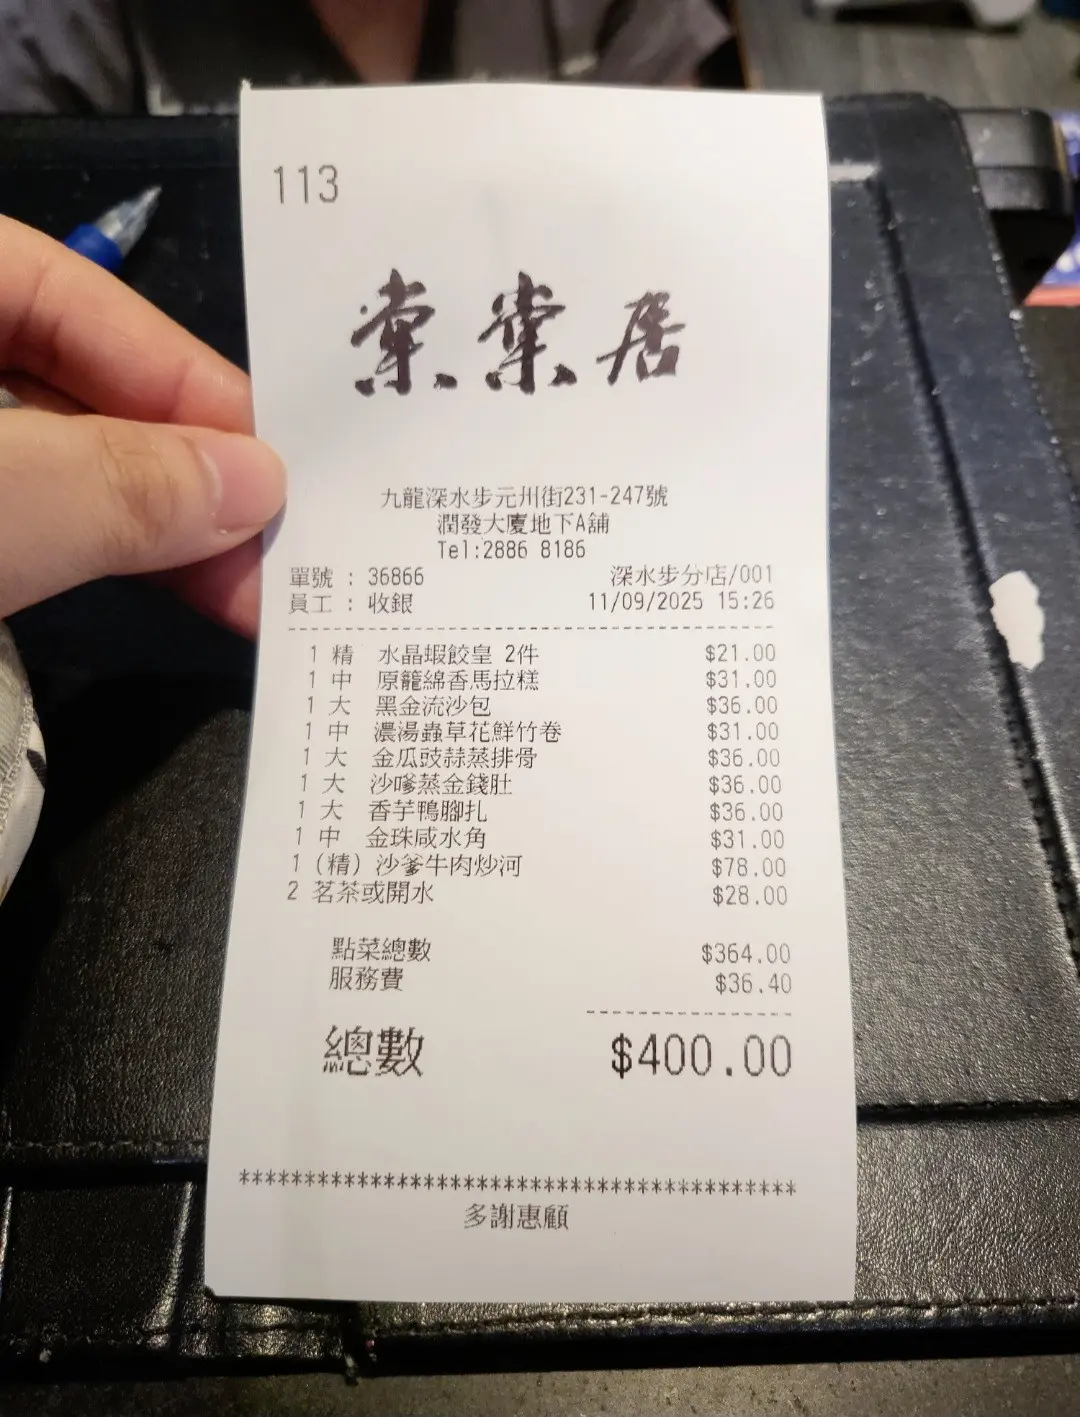 113
棠棠居
九龍深水步元州街231-247號
潤發大廈地下A舖
Tel:2886 8186
單號 : 36866 深水步分店/001
員工 : 收銀 11/09/2025 15:26
1 精 水晶蝦餃皇 2件 $21.00
1 中 原籠綿香馬拉糕 $31.00
1 大 黑金流沙包 $36.00
1 中 濃湯蟲草花鮮竹卷 $31.00
1 大 金瓜豉蒜蒸排骨 $36.00
1 大 沙嗲蒸金錢肚 $36.00
1 大 香芋鴨腳扎 $36.00
1 中 金珠咸水角 $31.00
1 (精) 沙爹牛肉炒河 $78.00
2 茗茶或開水 $28.00
點菜總數 $364.00
服務費 $36.40
總數 $400.00
****************************************
多謝惠顧